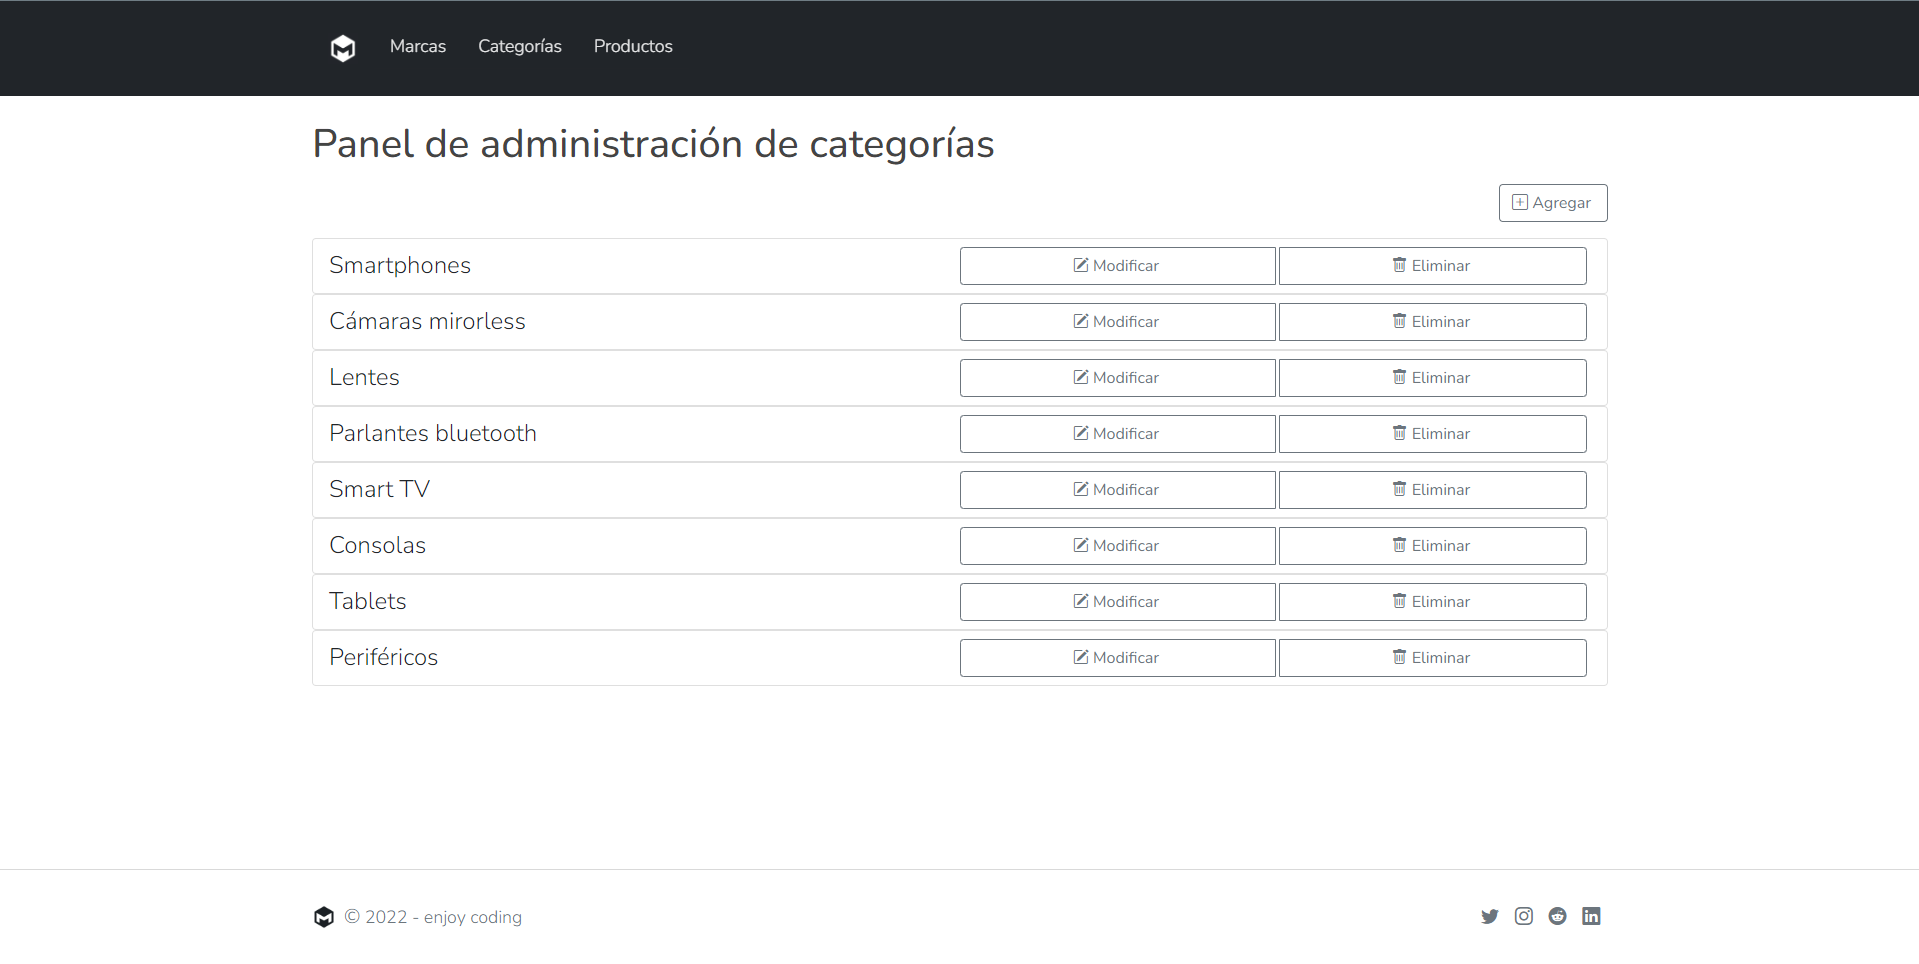 Marcas Categorías Productos
Panel de administración de categorías
Agregar
Smartphones Modificar Eliminar
Cámaras mirorless Modificar Eliminar
Lentes Modificar Eliminar
Parlantes bluetooth Modificar Eliminar
Smart TV Modificar Eliminar
Consolas Modificar Eliminar
Tablets Modificar Eliminar
Periféricos Modificar Eliminar
© 2022 - enjoy coding